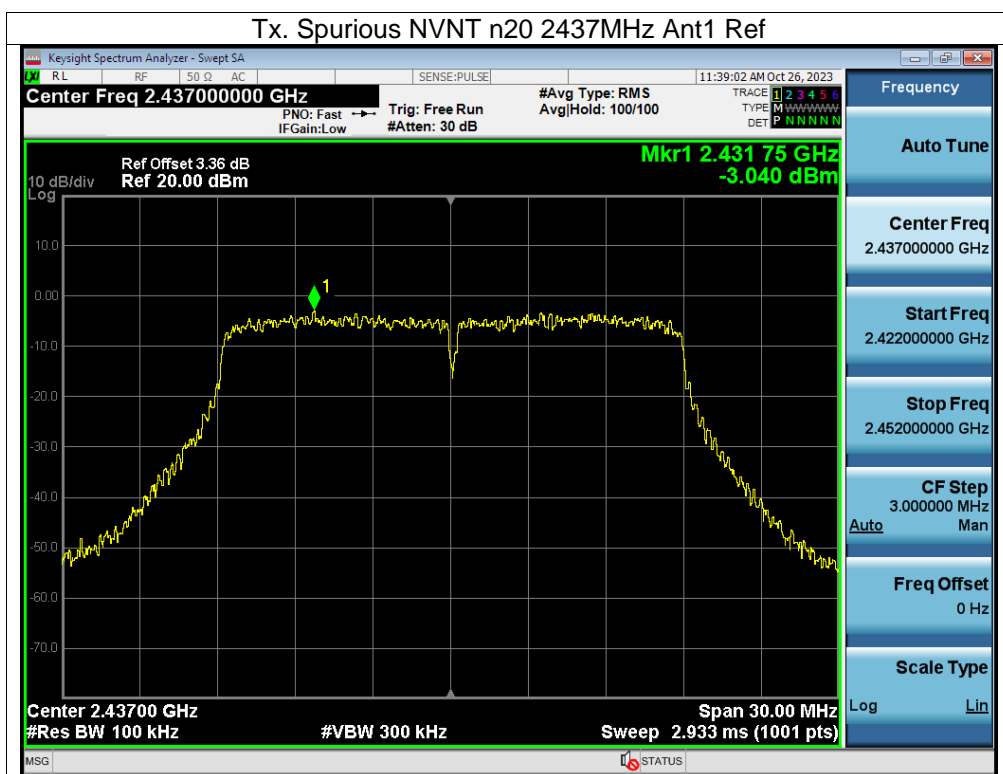 Tx. Spurious NVNT n20 2437MHz Ant1 Ref
Keysight Spectrum Analyzer - Swept SA
LXI RL RF 50 Ω AC SENSE:PULSE 11:39:02 AM Oct 26, 2023
Center Freq 2.437000000 GHz
PNO: Fast
IFGain:Low
Trig: Free Run
#Atten: 30 dB
#Avg Type: RMS
Avg|Hold: 100/100
TRACE 1 2 3 4 5 6
TYPE M W W W W W
DET P N N N N N
Mkr1 2.431 75 GHz
-3.040 dBm
Ref Offset 3.36 dB
10 dB/div Ref 20.00 dBm
Log
10.0
0.00
-10.0
-20.0
-30.0
-40.0
-50.0
-60.0
-70.0
1
Center 2.43700 GHz Span 30.00 MHz
#Res BW 100 kHz #VBW 300 kHz Sweep 2.933 ms (1001 pts)
MSG STATUS
Frequency
Auto Tune
Center Freq
2.437000000 GHz
Start Freq
2.422000000 GHz
Stop Freq
2.452000000 GHz
CF Step
3.000000 MHz
Auto Man
Freq Offset
0 Hz
Scale Type
Log Lin